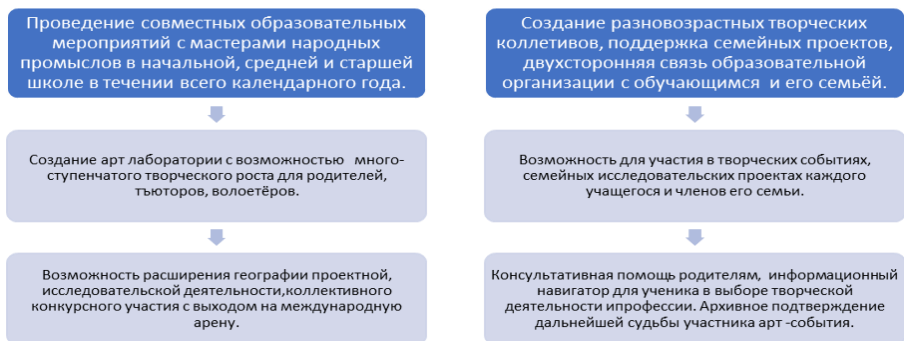 Проведение совместных образовательных
мероприятий с мастерами народных
промыслов в начальной, средней и старшей
школе в течении всего календарного года.
Создание арт лаборатории с возможностью много-
ступенчатого творческого роста для родителей,
тъюторов, волоетёров.
Возможность расширения географии проектной,
исследовательской деятельности,коллективного
конкурсного участия с выходом на международную
арену.
Создание разновозрастных творческих
коллетивов, поддержка семейных проектов,
двухсторонняя связь образовательной
организации с обучающимся и его семьёй.
Возможность для участия в творческих событиях,
семейных исследовательских проектах каждого
учащегося и членов его семьи.
Консультативная помощь родителям, информационный
навигатор для ученика в выборе творческой
деятельности ипрофессии. Архивное подтверждение
дальнейшей судьбы участника арт -события.